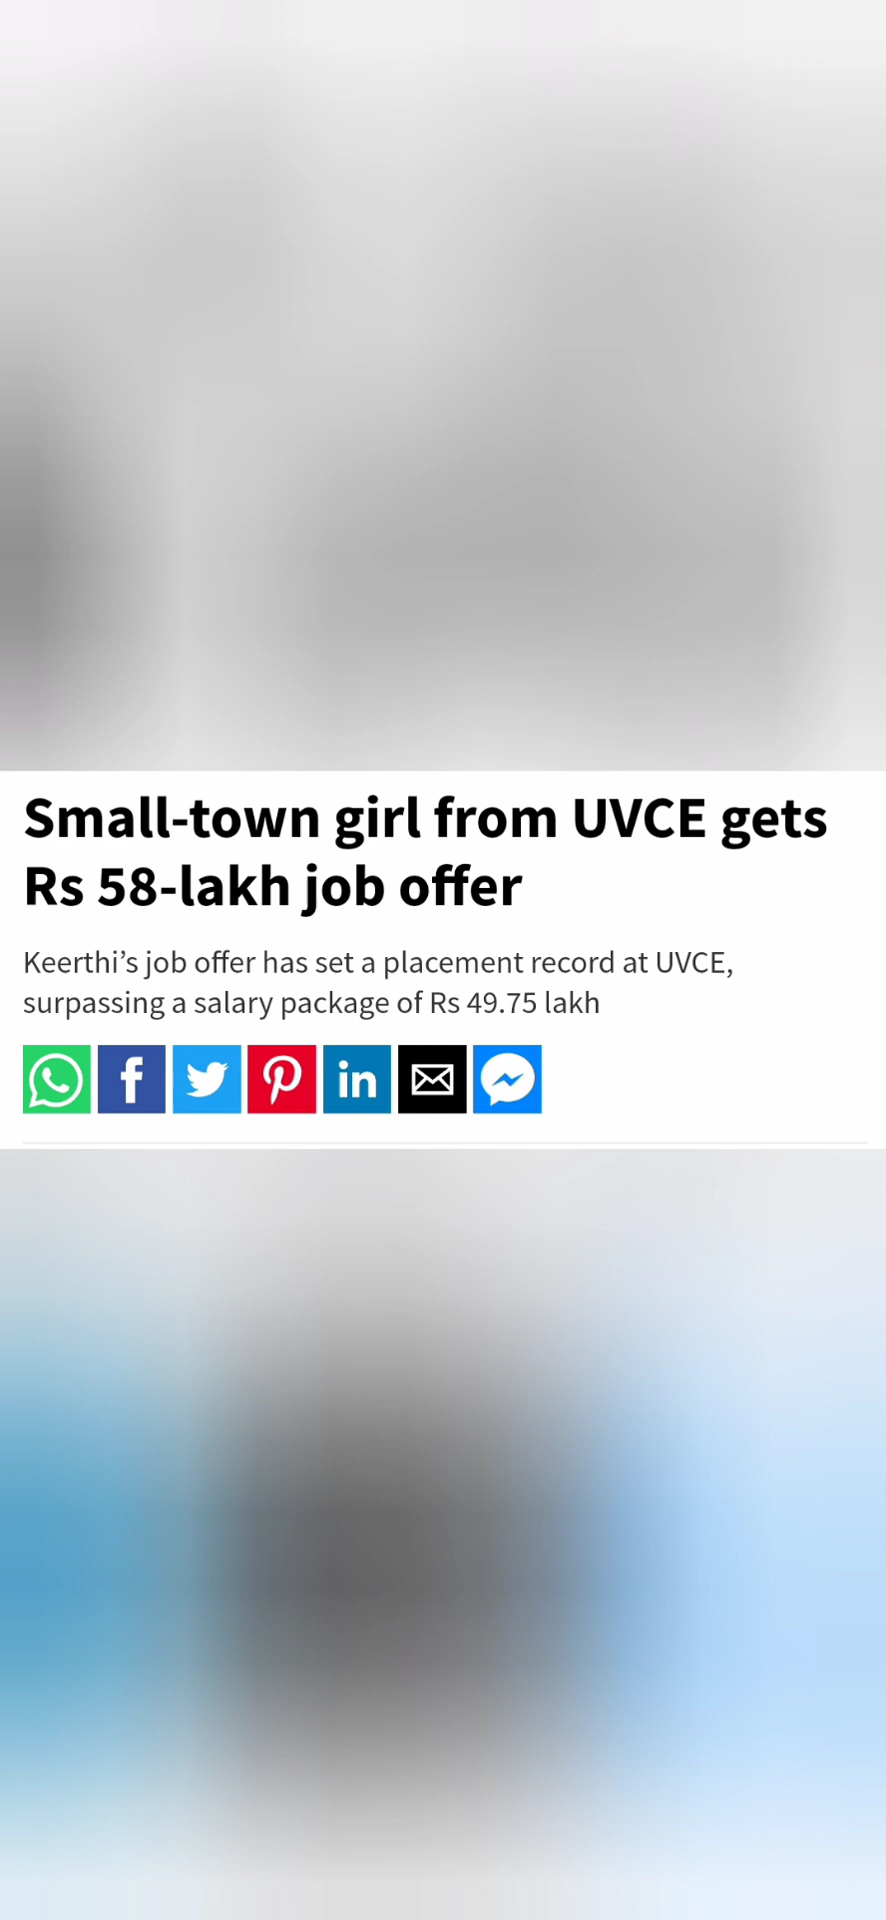 Small-town girl from UVCE gets
Rs 58-lakh job offer
Keerthi’s job offer has set a placement record at UVCE,
surpassing a salary package of Rs 49.75 lakh